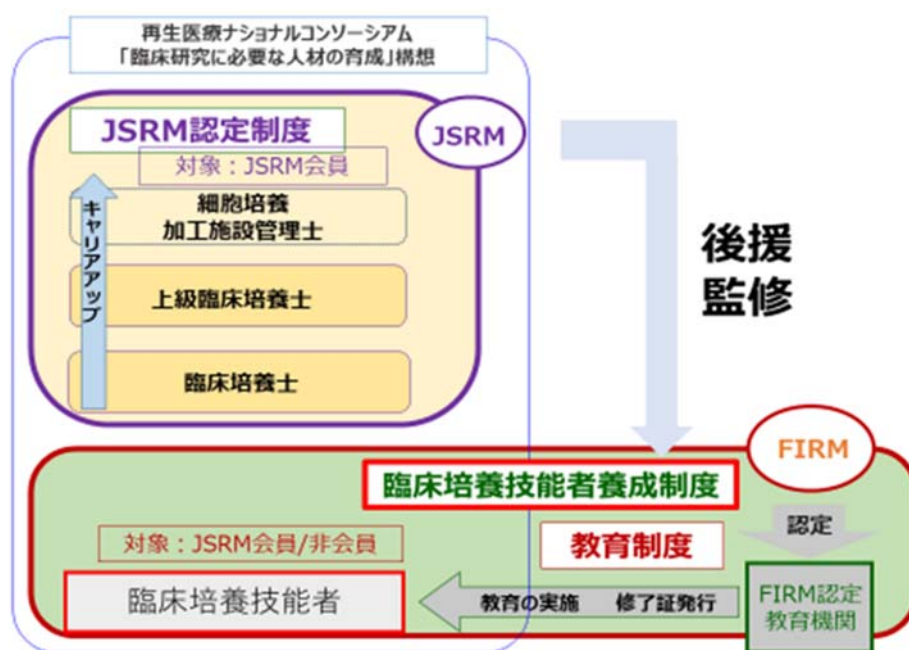 再生医療ナショナルコンソーシアム
「臨床研究に必要な人材の育成」構想
JSRM認定制度
JSRM
対象：JSRM会員
キャリアアップ
細胞培養
加工施設管理士
上級臨床培養士
臨床培養士
後援
監修
FIRM
臨床培養技能者養成制度
認定
対象：JSRM会員/非会員
教育制度
臨床培養技能者
教育の実施　修了証発行
FIRM認定
教育機関